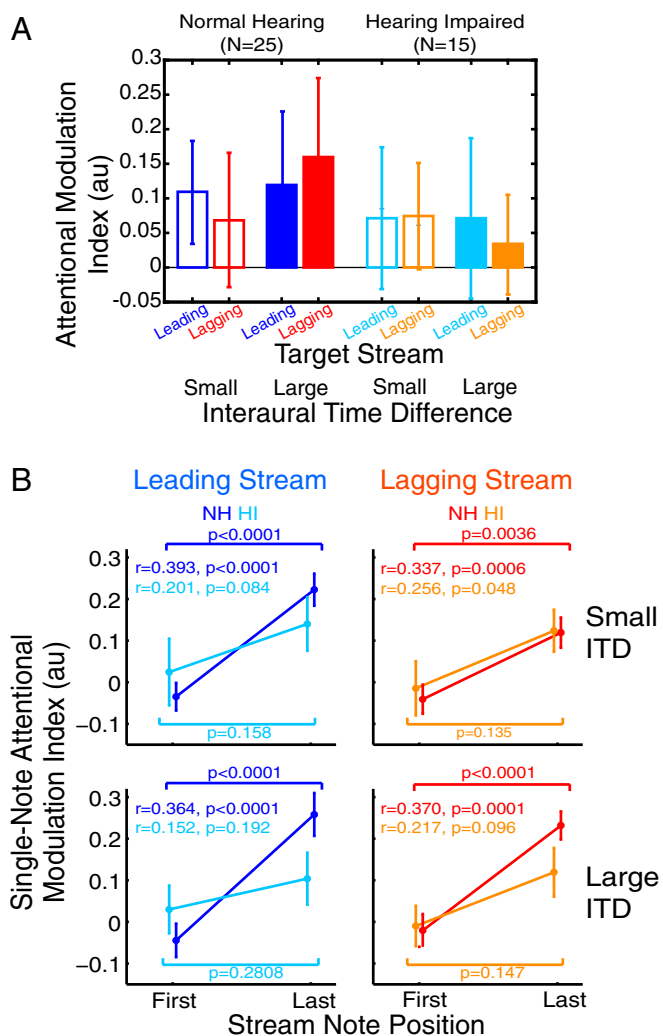 A
Normal Hearing Hearing Impaired
(N=25) (N=15)
Attentional Modulation
Index (au)
0.3
0.25
0.2
0.15
0.1
0.05
0
-0.05
Leading Lagging Leading Lagging Leading Lagging Leading Lagging
Target Stream
Small Large Small Large
Interaural Time Difference
B
Leading Stream Lagging Stream
NH HI NH HI
p<0.0001 p=0.0036
Single-Note Attentional
Modulation Index (au)
0.3
0.2
0.1
0
−0.1
r=0.393, p<0.0001 r=0.337, p=0.0006
r=0.201, p=0.084 r=0.256, p=0.048
Small
ITD
p=0.158 p=0.135
p<0.0001 p<0.0001
0.3
0.2
0.1
0
−0.1
r=0.364, p<0.0001 r=0.370, p=0.0001
r=0.152, p=0.192 r=0.217, p=0.096
Large
ITD
p=0.2808 p=0.147
First Last First Last
Stream Note Position